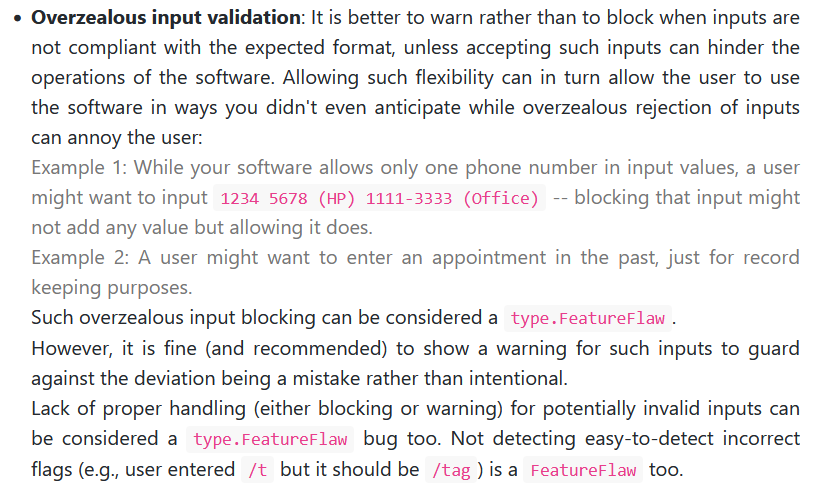 • Overzealous input validation: It is better to warn rather than to block when inputs are
not compliant with the expected format, unless accepting such inputs can hinder the
operations of the software. Allowing such flexibility can in turn allow the user to use
the software in ways you didn't even anticipate while overzealous rejection of inputs
can annoy the user:
Example 1: While your software allows only one phone number in input values, a user
might want to input 1234 5678 (HP) 1111-3333 (Office) -- blocking that input might
not add any value but allowing it does.
Example 2: A user might want to enter an appointment in the past, just for record
keeping purposes.
Such overzealous input blocking can be considered a type.FeatureFlaw.
However, it is fine (and recommended) to show a warning for such inputs to guard
against the deviation being a mistake rather than intentional.
Lack of proper handling (either blocking or warning) for potentially invalid inputs can
be considered a type.FeatureFlaw bug too. Not detecting easy-to-detect incorrect
flags (e.g., user entered /t but it should be /tag) is a FeatureFlaw too.